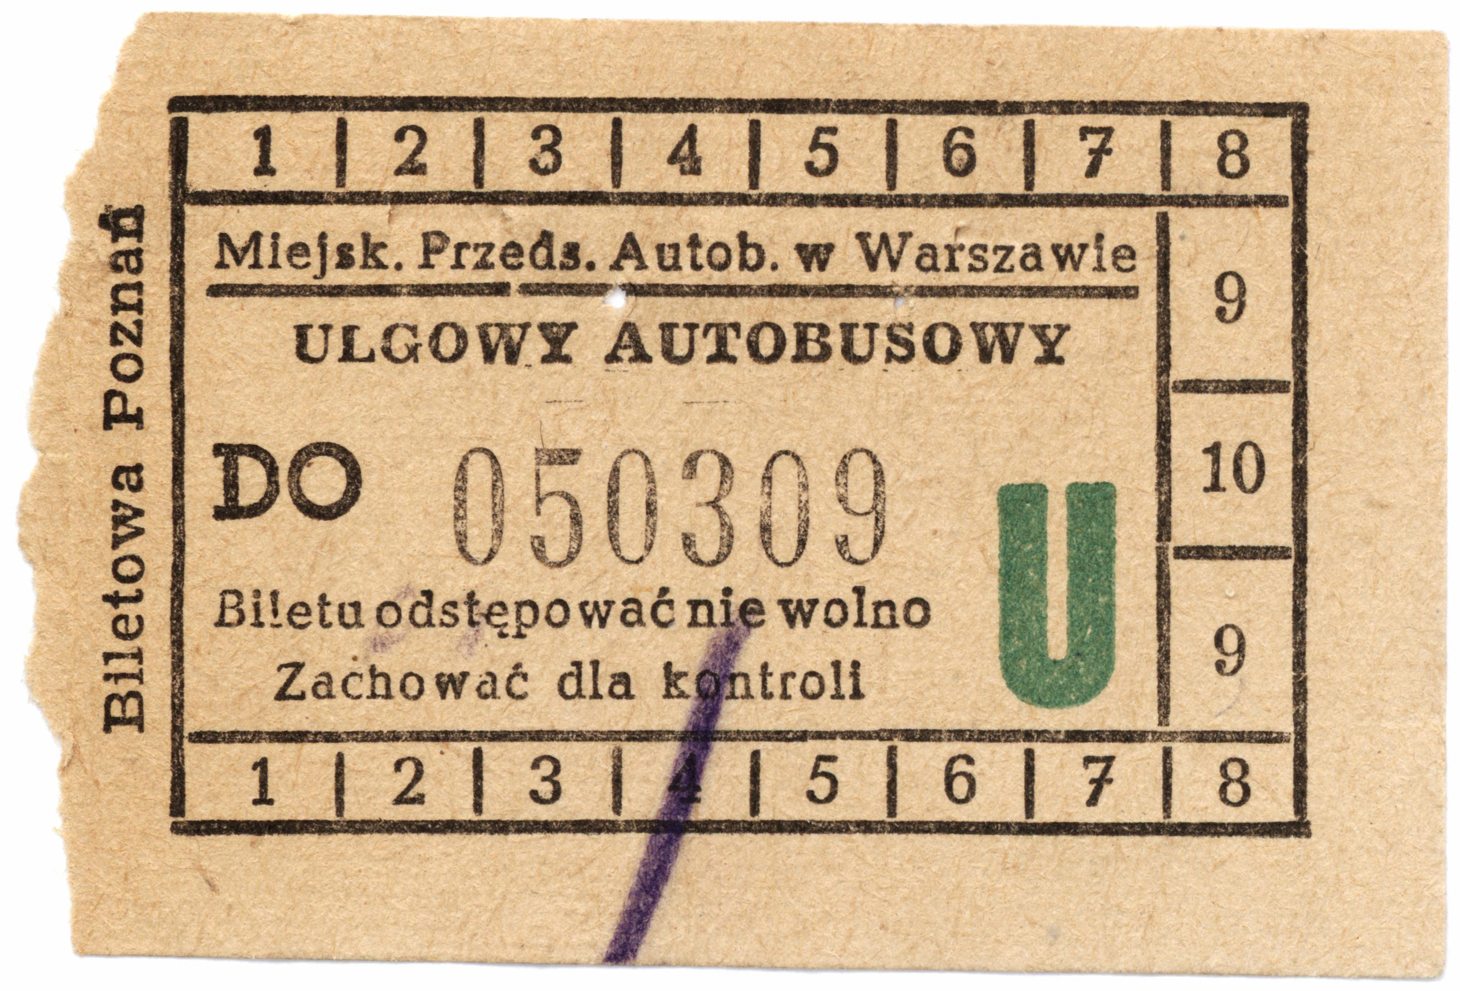 1 2 3 4 5 6 7 8
Miejsk. Przeds. Autob. w Warszawie
ULGOWY AUTOBUSOWY
DO 050309
U
Biletu odstępować nie wolno
Zachować dla kontroli
9
10
9
1 2 3 4 5 6 7 8
Biletowa Poznań